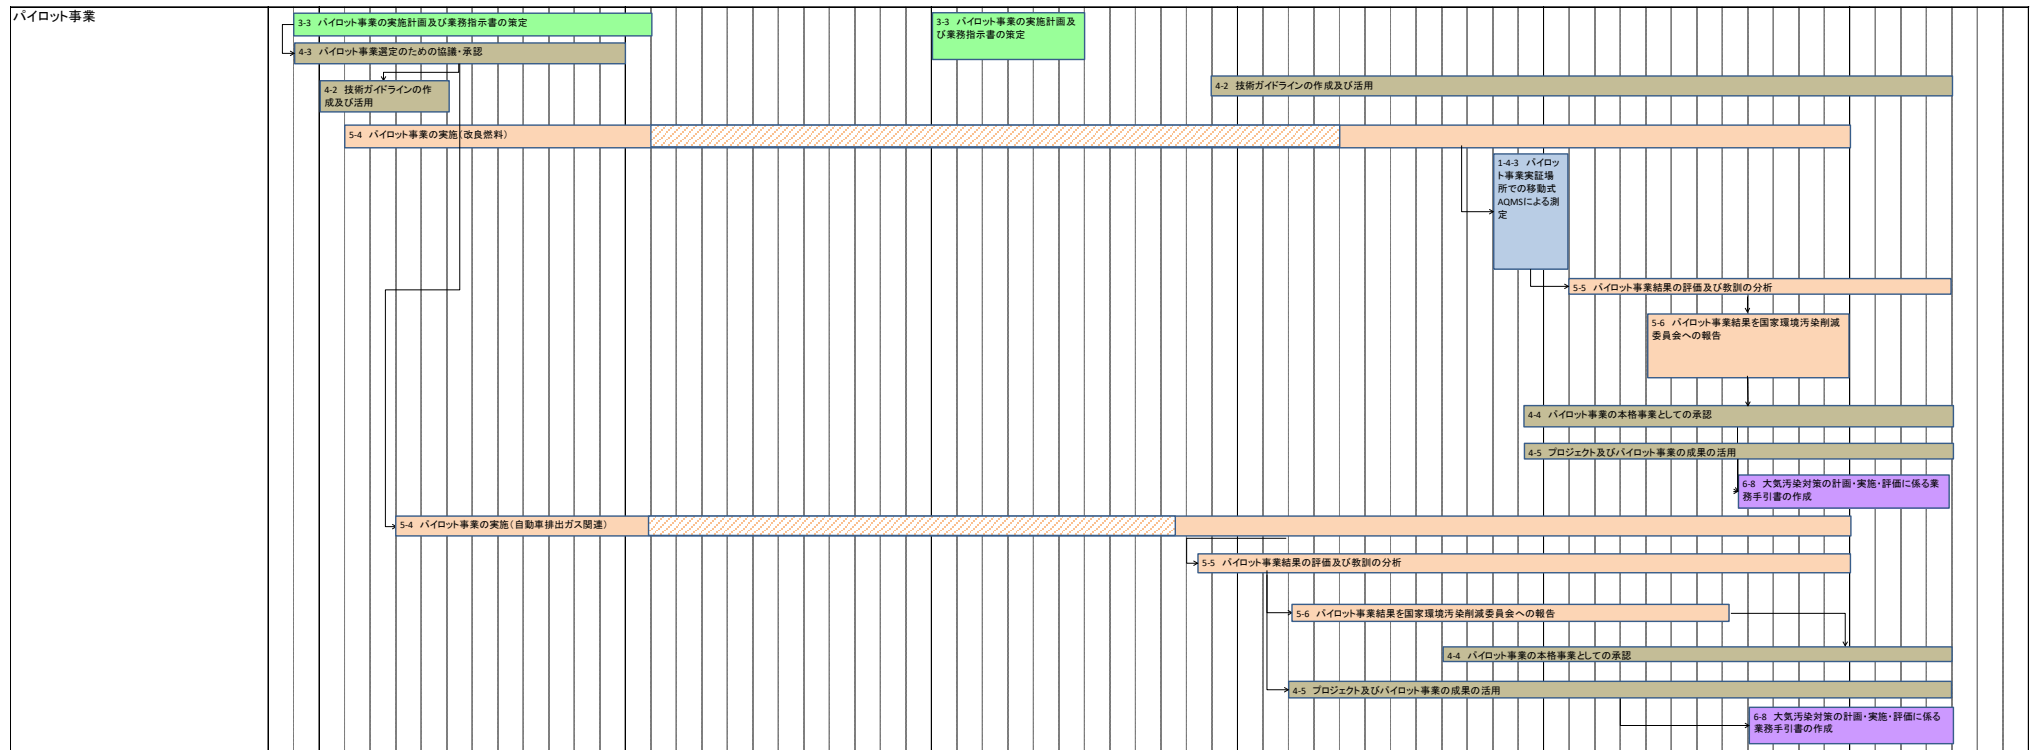 パイロット事業
3-3 パイロット事業の実施計画及び業務指示書の策定
3-3 パイロット事業の実施計画及
び業務指示書の策定
4-3 パイロット事業選定のための協議・承認
4-2 技術ガイドラインの作
成及び活用
4-2 技術ガイドラインの作成及び活用
5-4 パイロット事業の実施(改良燃料)
1-4-3 パイロッ
ト事業実証場
所での移動式
AQMSによる測
定
5-5 パイロット事業結果の評価及び教訓の分析
5-6 パイロット事業結果を国家環境汚染削減
委員会への報告
4-4 パイロット事業の本格事業としての承認
4-5 プロジェクト及びパイロット事業の成果の活用
6-8 大気汚染対策の計画・実施・評価に係る業
務手引書の作成
5-4 パイロット事業の実施(自動車排出ガス関連)
5-5 パイロット事業結果の評価及び教訓の分析
5-6 パイロット事業結果を国家環境汚染削減委員会への報告
4-4 パイロット事業の本格事業としての承認
4-5 プロジェクト及びパイロット事業の成果の活用
6-8 大気汚染対策の計画・実施・評価に係る
業務手引書の作成